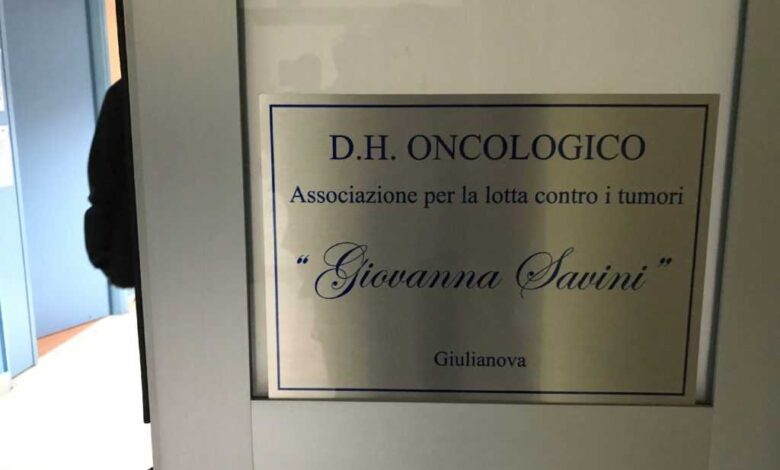 D.H. ONCOLOGICO
Associazione per la lotta contro i tumori
“Giovanna Savini”
Giulianova